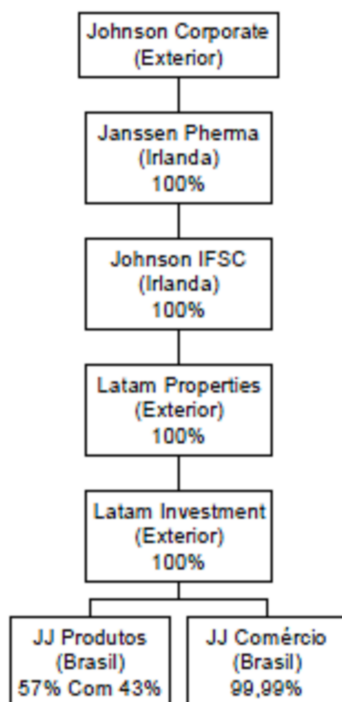 Johnson Corporate
(Exterior)
Janssen Pherma
(Irlanda)
100%
Johnson IFSC
(Irlanda)
100%
Latam Properties
(Exterior)
100%
Latam Investment
(Exterior)
100%
JJ Produtos
(Brasil)
57% Com 43%
JJ Comércio
(Brasil)
99,99%